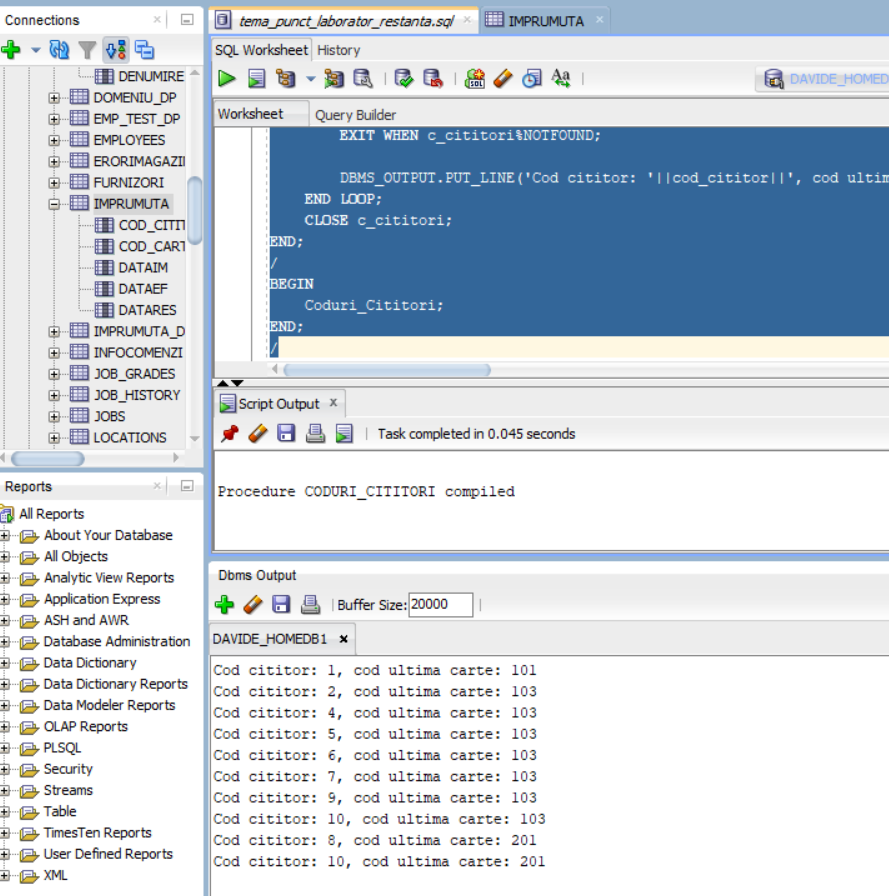 Connections
DENUMIRE
DOMENIU_DP
EMP_TEST_DP
EMPLOYEES
ERORIMAGAZII
FURNIZORI
IMPRUMUTA
COD_CITIT
COD_CART
DATAIM
DATAEF
DATARES
IMPRUMUTA_D
INFOCOMENZI
JOB_GRADES
JOB_HISTORY
JOBS
LOCATIONS
Reports
All Reports
About Your Database
All Objects
Analytic View Reports
Application Express
ASH and AWR
Database Administration
Data Dictionary
Data Dictionary Reports
Data Modeler Reports
OLAP Reports
PLSQL
Security
Streams
Table
TimesTen Reports
User Defined Reports
XML
tema_punct_laborator_restanta.sql
IMPRUMUTA
SQL Worksheet History
DAVIDE_HOMED
Worksheet Query Builder
EXIT WHEN c_cititori%NOTFOUND;
DBMS_OUTPUT.PUT_LINE('Cod cititor: '||cod_cititor||', cod ultim
END LOOP;
CLOSE c_cititori;
END;
/
BEGIN
Coduri_Cititori;
END;
/
Script Output
Task completed in 0.045 seconds
Procedure CODURI_CITITORI compiled
Dbms Output
Buffer Size: 20000
DAVIDE_HOMEDB1
Cod cititor: 1, cod ultima carte: 101
Cod cititor: 2, cod ultima carte: 103
Cod cititor: 4, cod ultima carte: 103
Cod cititor: 5, cod ultima carte: 103
Cod cititor: 6, cod ultima carte: 103
Cod cititor: 7, cod ultima carte: 103
Cod cititor: 9, cod ultima carte: 103
Cod cititor: 10, cod ultima carte: 103
Cod cititor: 8, cod ultima carte: 201
Cod cititor: 10, cod ultima carte: 201